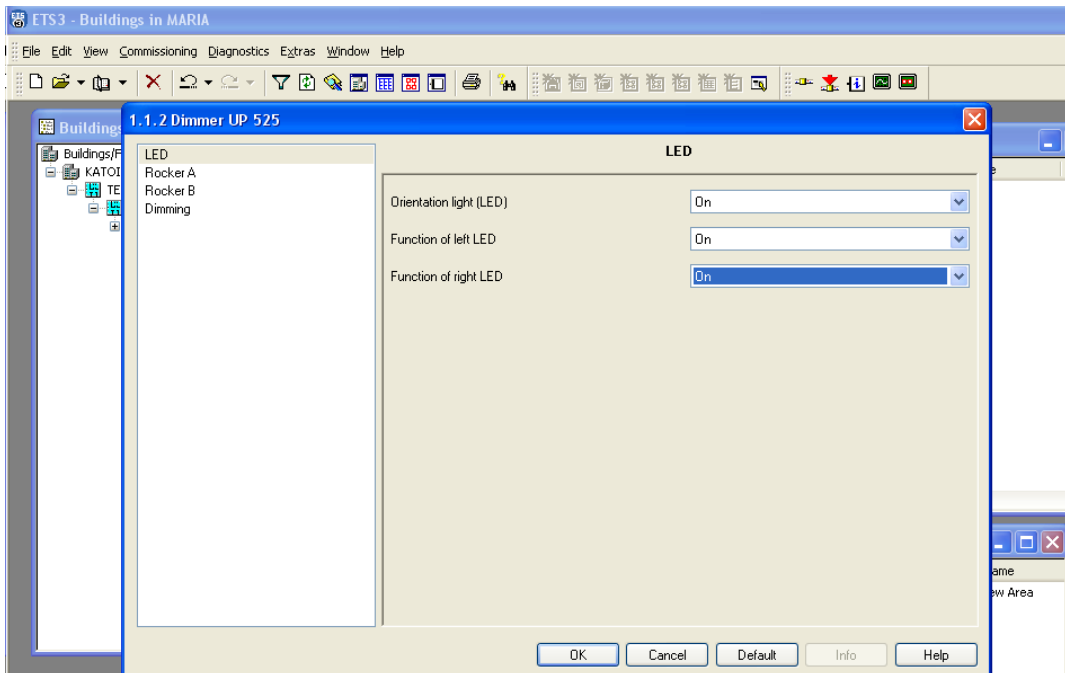 ETS3 - Buildings in MARIA
File Edit View Commissioning Diagnostics Extras Window Help
Buildings
1.1.2 Dimmer UP 525
Buildings/F
KATOI
TE
LED
Rocker A
Rocker B
Dimming
LED
Orientation light (LED) On
Function of left LED On
Function of right LED On
ame
ew Area
OK Cancel Default Info Help